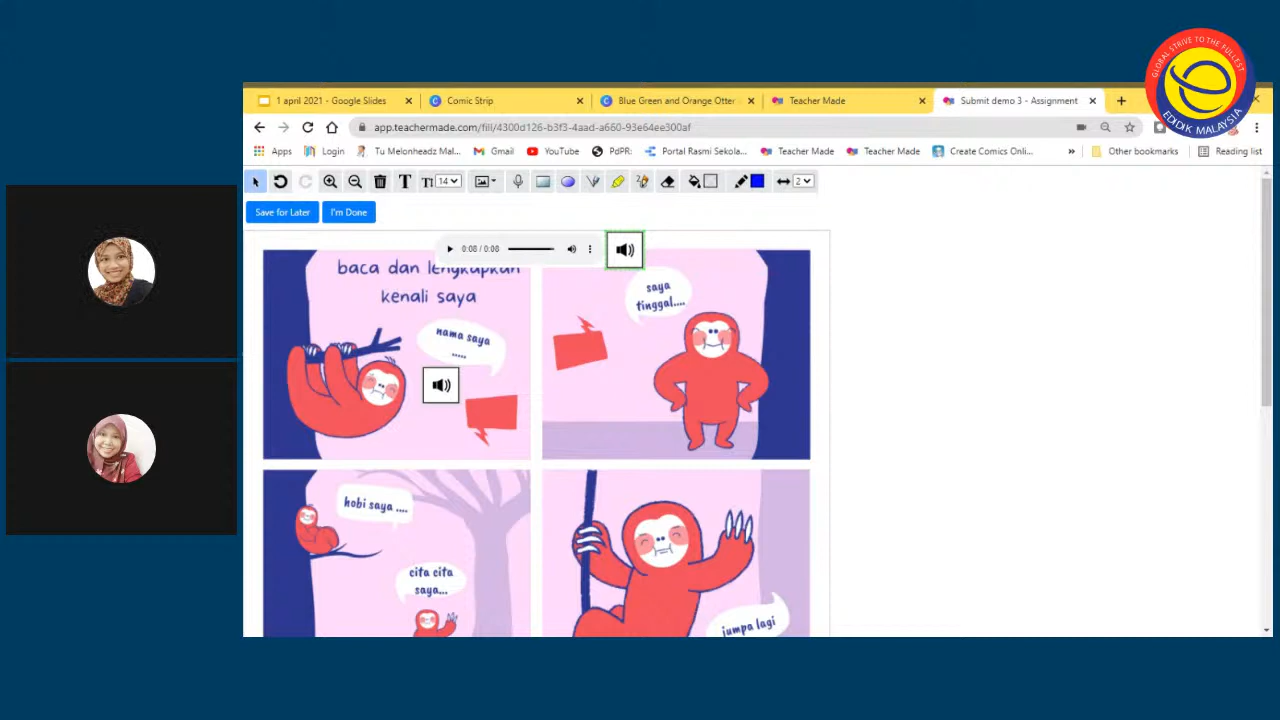 GLOBAL STRIVE TO THE FULLEST
EDIDIK MALAYSIA
1 april 2021 - Google Slides
Comic Strip
Blue Green and Orange Otter
Teacher Made
Submit demo 3 - Assignment
app.teachermade.com/fill/4300d126-b3f3-4aad-a660-93e64ee300af
Apps Login Tu Melonheadz Mal... Gmail YouTube PdPR: Portal Rasmi Sekola... Teacher Made Teacher Made Create Comics Onli... » Other bookmarks Reading list
T TI 14 2
Save for Later I'm Done
0:08 / 0:08
baca dan lengkapkan
kenali saya
nama saya
.....
saya
tinggal....
hobi saya ....
cita cita
saya...
jumpa lagi